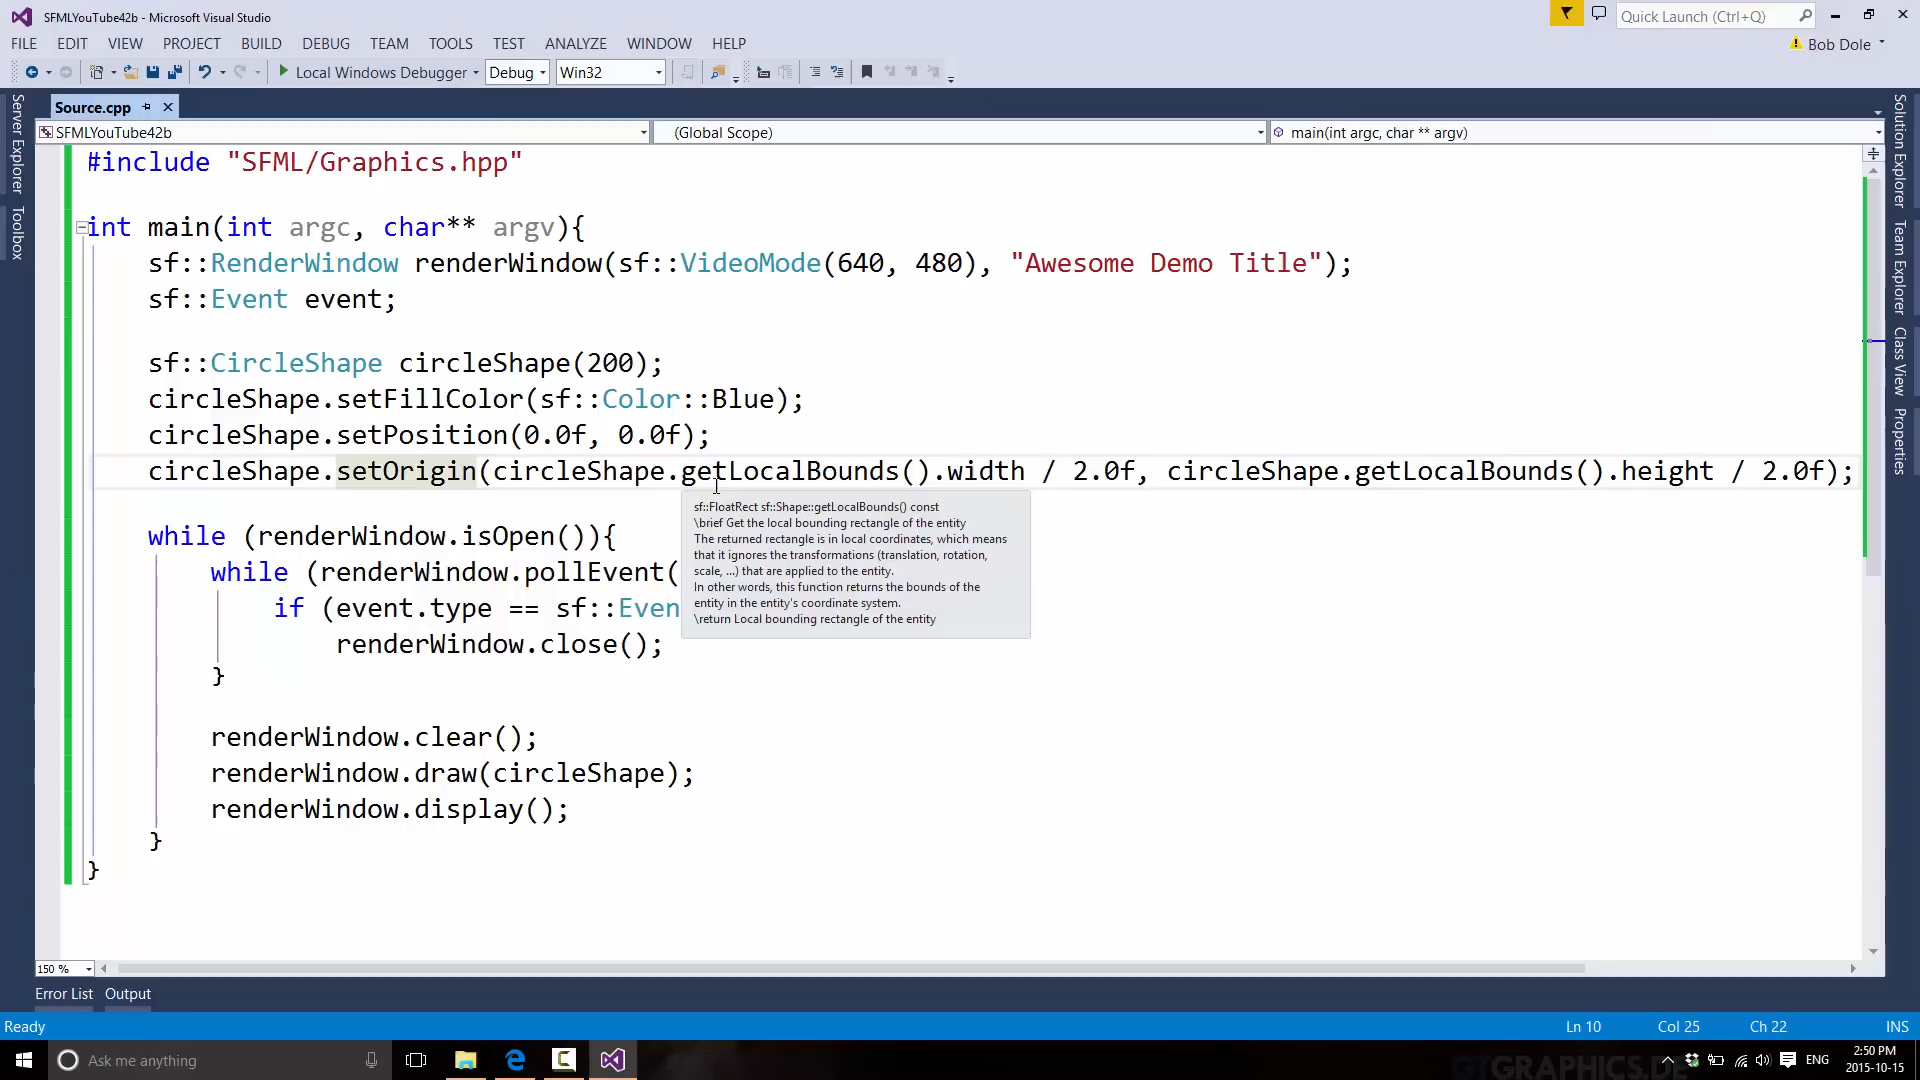 SFMLYouTube42b - Microsoft Visual Studio
Quick Launch (Ctrl+Q)
FILE EDIT VIEW PROJECT BUILD DEBUG TEAM TOOLS TEST ANALYZE WINDOW HELP
Bob Dole
Local Windows Debugger Debug Win32
Server Explorer
Toolbox
Source.cpp
SFMLYouTube42b (Global Scope) main(int argc, char ** argv)
#include "SFML/Graphics.hpp"
int main(int argc, char** argv){
sf::RenderWindow renderWindow(sf::VideoMode(640, 480), "Awesome Demo Title");
sf::Event event;
sf::CircleShape circleShape(200);
circleShape.setFillColor(sf::Color::Blue);
circleShape.setPosition(0.0f, 0.0f);
circleShape.setOrigin(circleShape.getLocalBounds().width / 2.0f, circleShape.getLocalBounds().height / 2.0f);
sf::FloatRect sf::Shape::getLocalBounds() const
\brief Get the local bounding rectangle of the entity
The returned rectangle is in local coordinates, which means
that it ignores the transformations (translation, rotation,
scale, ...) that are applied to the entity.
In other words, this function returns the bounds of the
entity in the entity's coordinate system.
\return Local bounding rectangle of the entity
while (renderWindow.isOpen()){
while (renderWindow.pollEvent(
if (event.type == sf::Even
renderWindow.close();
}
renderWindow.clear();
renderWindow.draw(circleShape);
renderWindow.display();
}
}
Solution Explorer
Team Explorer
Class View
Properties
150 %
Error List Output
Ready Ln 10 Col 25 Ch 22 INS
Ask me anything
GTGRAPHICS.DE
ENG
2:50 PM
2015-10-15